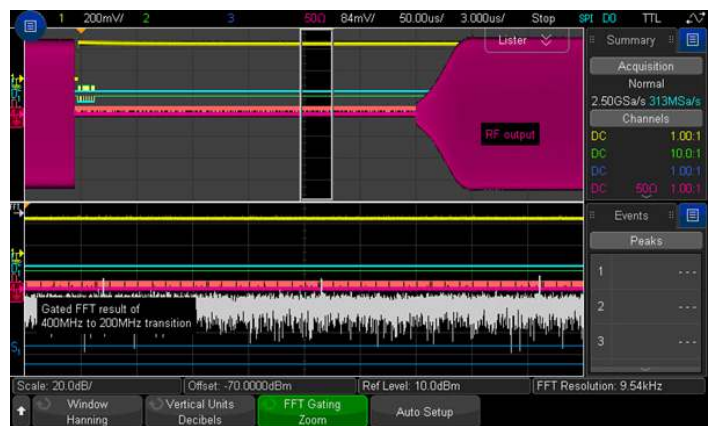 1 200mV/ 2 3 50Ω 84mV/ 50.00us/ 3.000us/ Stop SPI D0 TTL
Lister
Summary
Acquisition
Normal
2.50GSa/s 313MSa/s
Channels
DC 1.00:1
DC 10.0:1
DC 1.00:1
DC 50Ω 1.00:1
RF output
Events
Peaks
1 ---
2 ---
3 ---
Gated FFT result of
400MHz to 200MHz transition
S1
Scale: 20.0dB/ Offset: -70.0000dBm Ref Level: 10.0dBm FFT Resolution: 9.54kHz
Window Vertical Units FFT Gating Auto Setup
Hanning Decibels Zoom